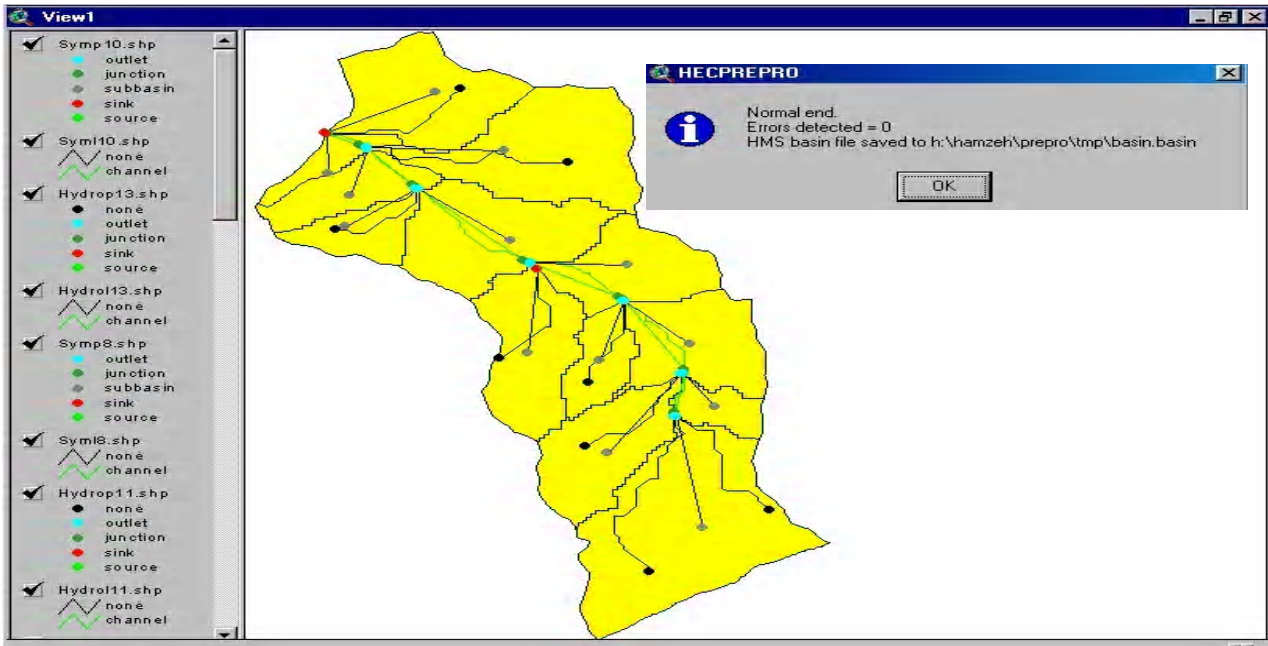 View1
Symp10.shp
outlet
junction
subbasin
sink
source
Syml10.shp
none
channel
Hydrop13.shp
none
outlet
junction
sink
source
Hydrol13.shp
none
channel
Symp8.shp
outlet
junction
subbasin
sink
source
Syml8.shp
none
channel
Hydrop11.shp
none
outlet
junction
sink
source
Hydrol11.shp
none
channel
HECPREPRO
Normal end.
Errors detected = 0
HMS basin file saved to h:\hamzeh\prepro\tmp\basin.basin
OK